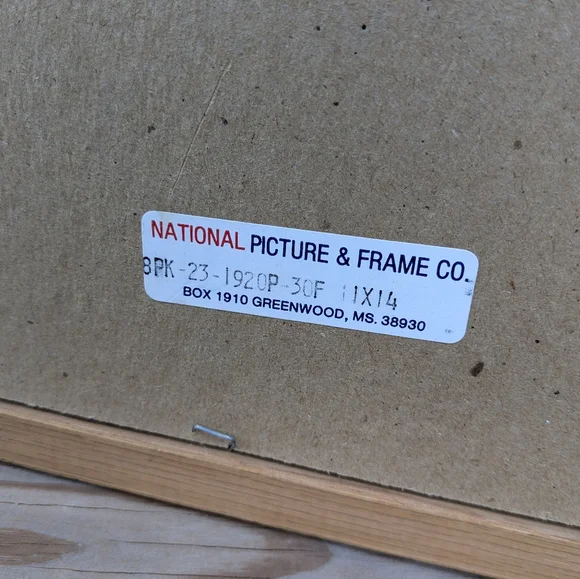 NATIONAL PICTURE & FRAME CO.
8PK-23-1920P-30F 11X14
BOX 1910 GREENWOOD, MS. 38930